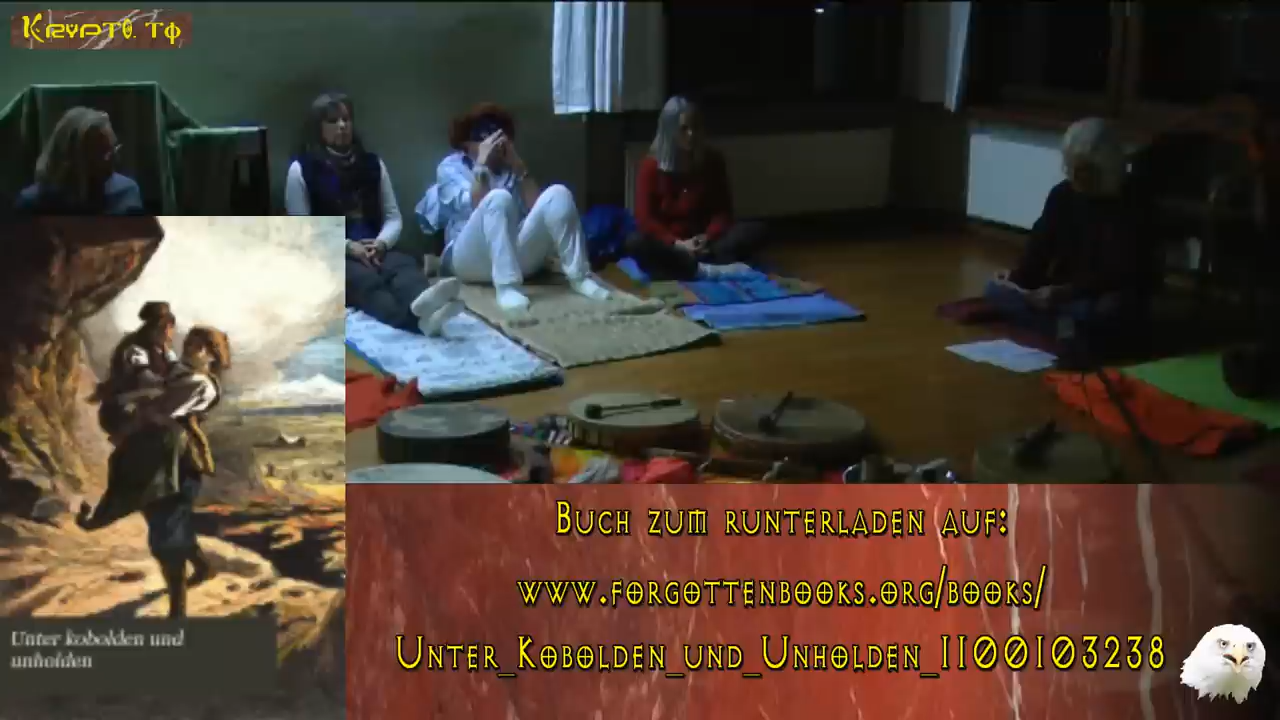 Krypto.TV
Unter kobolden und
unholden
Buch zum runterladen auf:
www.forgottenbooks.org/books/
Unter_Kobolden_und_Unholden_1100103238